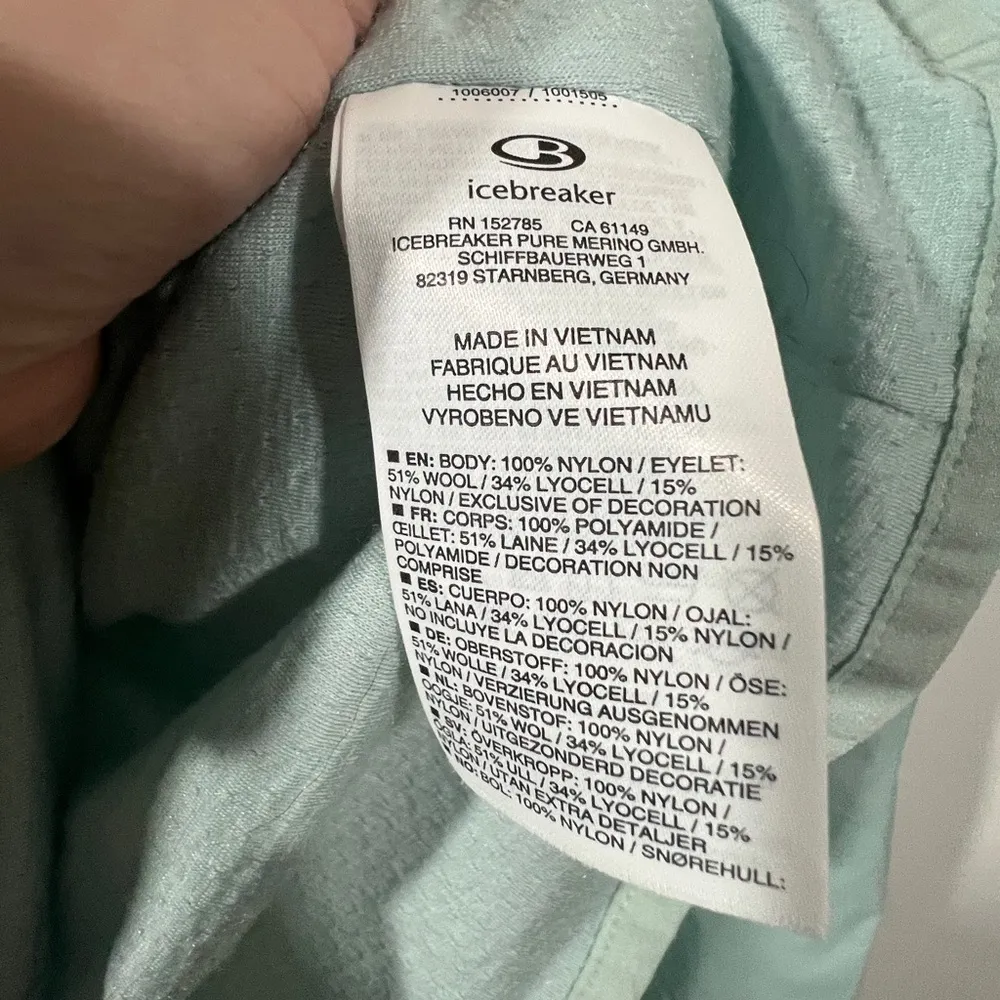 1006007 / 1001505
icebreaker
RN 152785 CA 61149
ICEBREAKER PURE MERINO GMBH.
SCHIFFBAUERWEG 1
82319 STARNBERG, GERMANY
MADE IN VIETNAM
FABRIQUE AU VIETNAM
HECHO EN VIETNAM
VYROBENO VE VIETNAMU
■ EN: BODY: 100% NYLON / EYELET:
51% WOOL / 34% LYOCELL / 15%
NYLON / EXCLUSIVE OF DECORATION
■ FR: CORPS: 100% POLYAMIDE /
ŒILLET: 51% LAINE / 34% LYOCELL / 15%
POLYAMIDE / DECORATION NON
COMPRISE
■ ES: CUERPO: 100% NYLON / OJAL:
51% LANA / 34% LYOCELL / 15% NYLON /
NO INCLUYE LA DECORACION
■ DE: OBERSTOFF: 100% NYLON / ÖSE:
51% WOLLE / 34% LYOCELL / 15%
NYLON / VERZIERUNG AUSGENOMMEN
■ NL: BOVENSTOF: 100% NYLON /
OOGJE: 51% WOL / 34% LYOCELL / 15%
NYLON / UITGEZONDERD DECORATIE
■ SV: ÖVERKROPP: 100% NYLON /
ÖGLA: 51% ULL / 34% LYOCELL / 15%
NYLON / UTAN EXTRA DETALJER
■ NO: BOL: 100% NYLON / SNØREHULL: